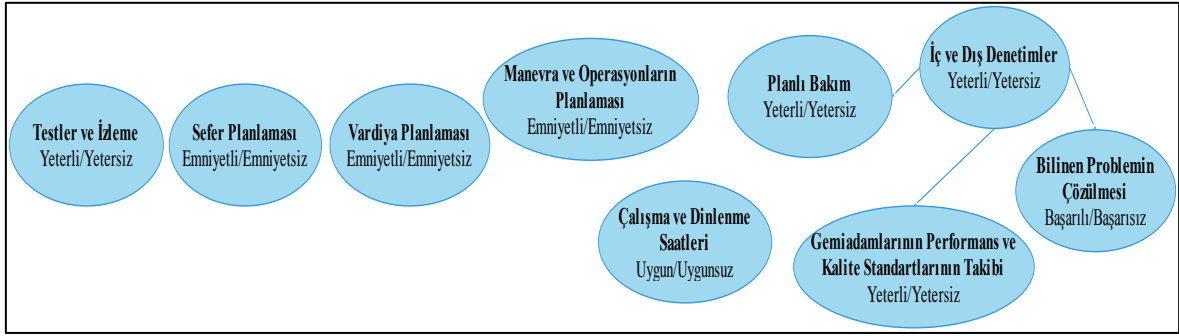 Testler ve İzleme
Yeterli/Yetersiz
Sefer Planlaması
Emniyetli/Emniyetsiz
Vardiya Planlaması
Emniyetli/Emniyetsiz
Manevra ve Operasyonların
Planlaması
Emniyetli/Emniyetsiz
Planlı Bakım
Yeterli/Yetersiz
İç ve Dış Denetimler
Yeterli/Yetersiz
Bilinen Problemin
Çözülmesi
Başarılı/Başarısız
Çalışma ve Dinlenme
Saatleri
Uygun/Uygunsuz
Gemiadamlarının Performans ve
Kalite Standartlarının Takibi
Yeterli/Yetersiz